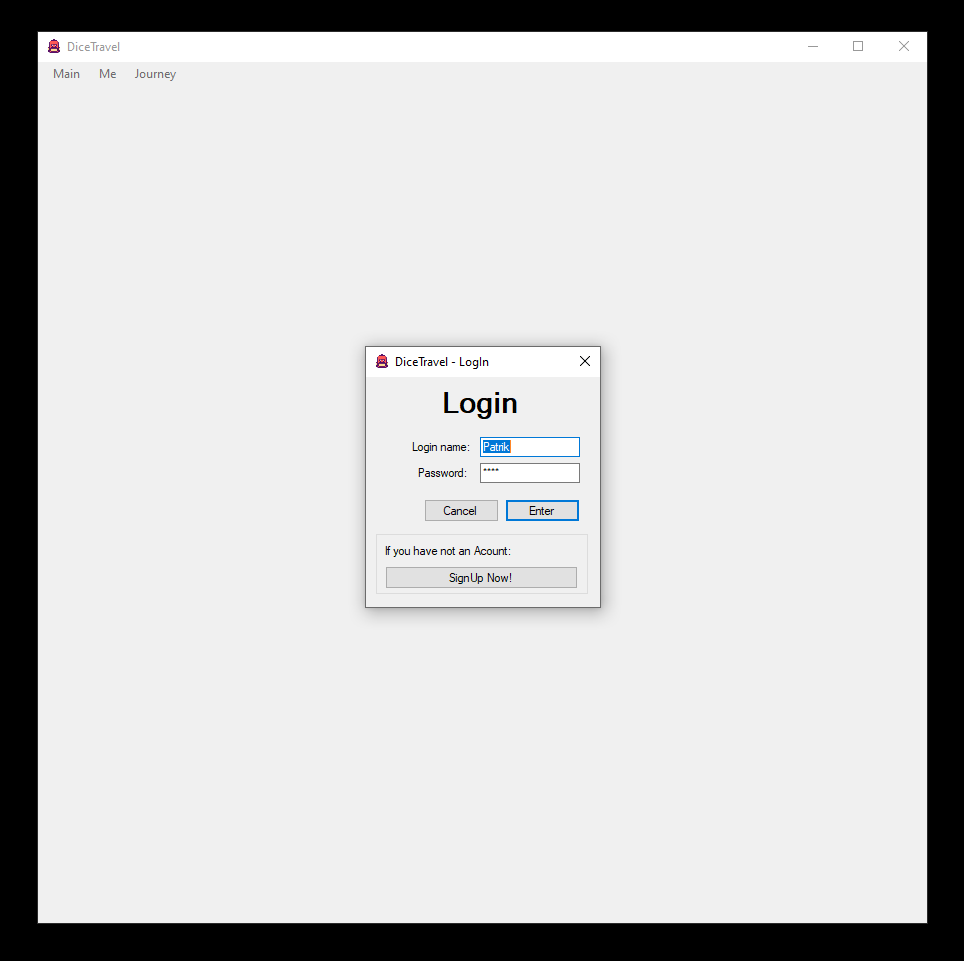 DiceTravel
Main Me Journey
DiceTravel - LogIn
Login
Login name: Patrik
Password: ****
Cancel Enter
If you have not an Acount:
SignUp Now!